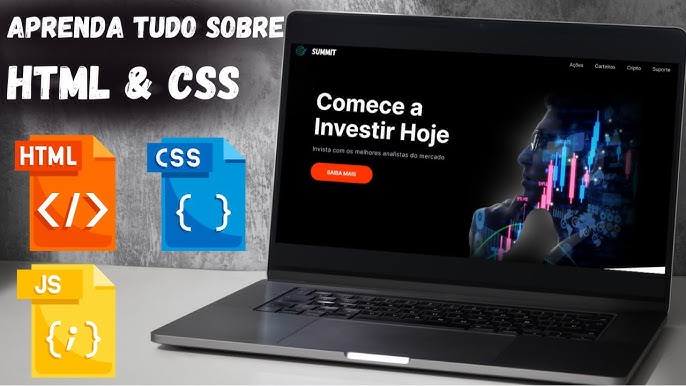 APRENDA TUDO SOBRE
HTML & CSS
HTML
</>
CSS
{ }
JS
{i}
SUMMIT
Ações Carteiras Cripto Suporte
Comece a
Investir Hoje
Invista com os melhores analistas do mercado
SAIBA MAIS